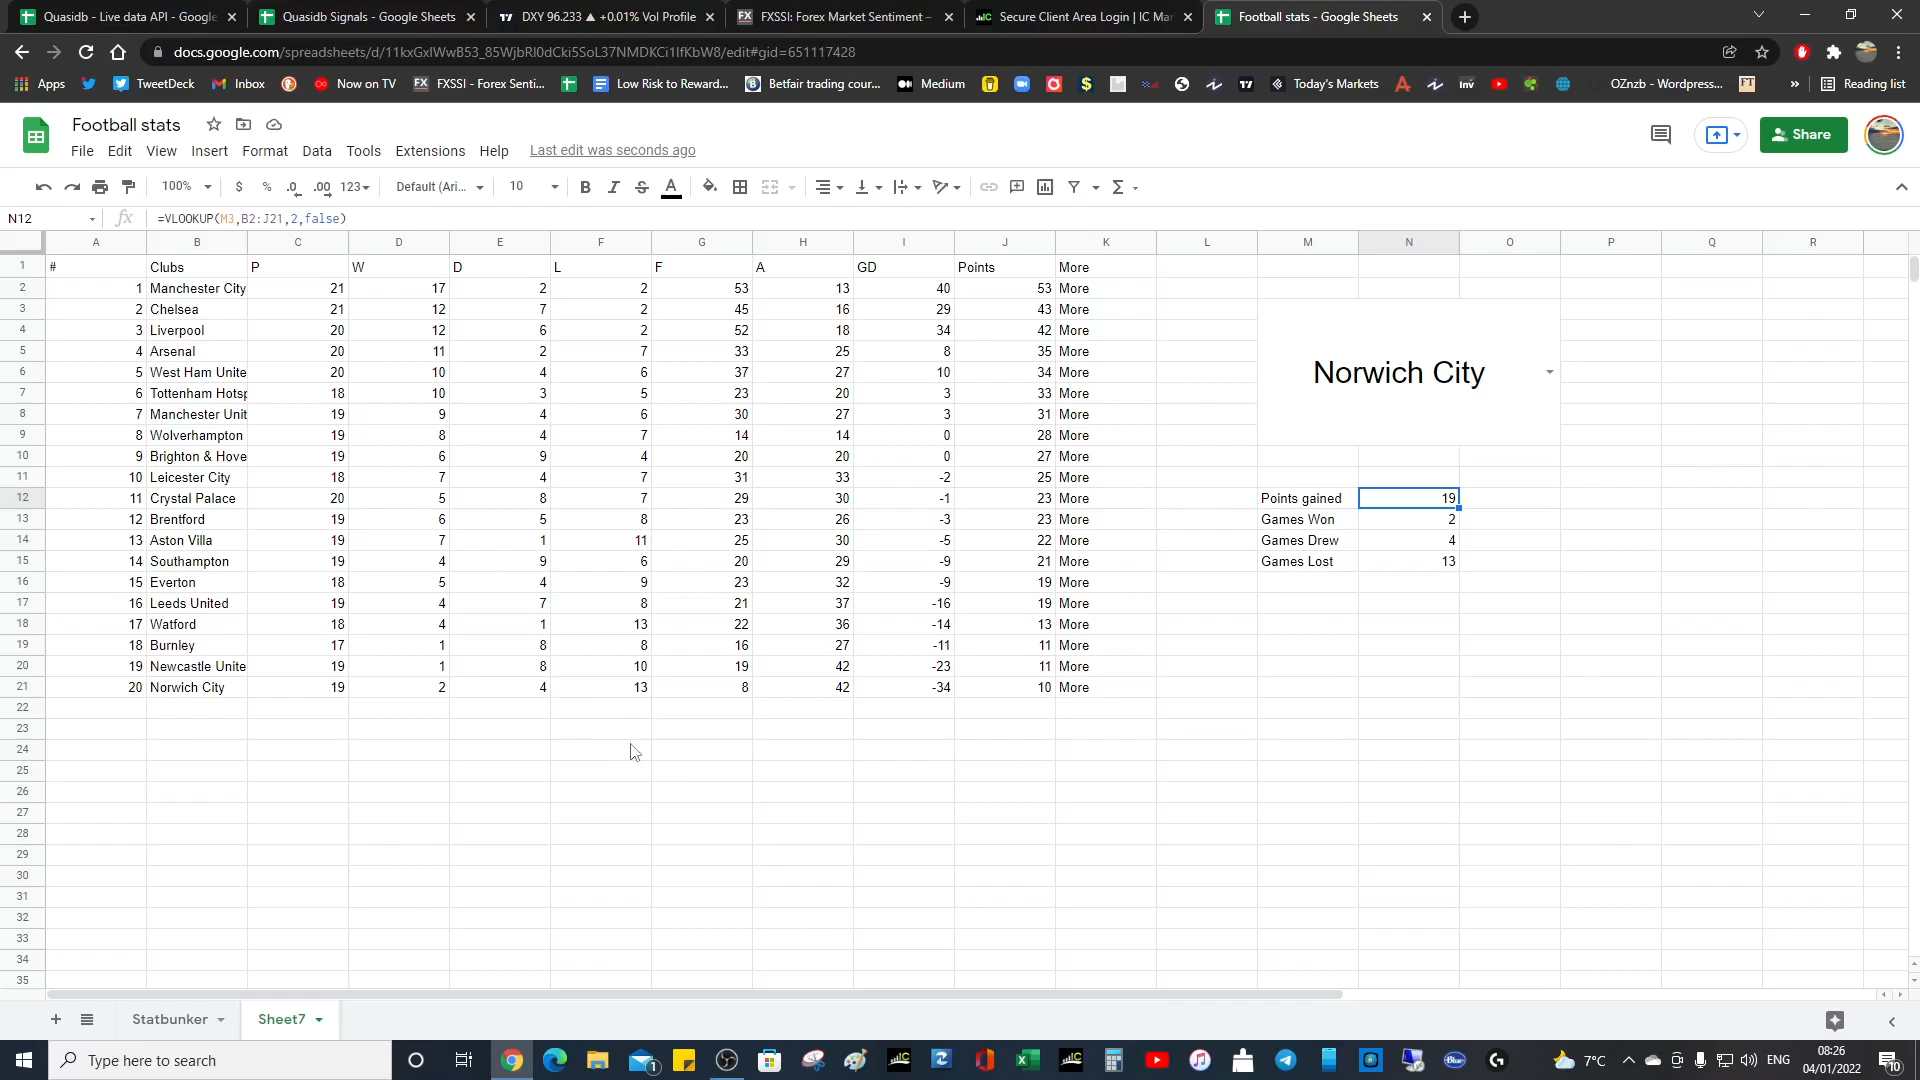 Quasidb - Live data API - Google
Quasidb Signals - Google Sheets
DXY 96.233 ▲ +0.01% Vol Profile
FXSSI: Forex Market Sentiment –
Secure Client Area Login | IC Mar
Football stats - Google Sheets
docs.google.com/spreadsheets/d/11kxGxIWwB53_85WjbRl0dCki5SoL37NMDKCi1lfKbW8/edit#gid=651117428
Apps TweetDeck Inbox Now on TV FXSSI - Forex Senti... Low Risk to Reward... Betfair trading cour... Medium Today's Markets OZnzb - Wordpress... Reading list
Football stats
File Edit View Insert Format Data Tools Extensions Help Last edit was seconds ago
Share
100% $ % .0 .00 123 Default (Ari... 10 B I S A
N12 fx =VLOOKUP(M3,B2:J21,2,false)
A B C D E F G H I J K L M N O P Q R
1 # Clubs P W D L F A GD Points More
2 1 Manchester City 21 17 2 2 53 13 40 53 More
3 2 Chelsea 21 12 7 2 45 16 29 43 More
4 3 Liverpool 20 12 6 2 52 18 34 42 More
5 4 Arsenal 20 11 2 7 33 25 8 35 More
6 5 West Ham Unite 20 10 4 6 37 27 10 34 More
Norwich City
7 6 Tottenham Hotsp 18 10 3 5 23 20 3 33 More
8 7 Manchester Unit 19 9 4 6 30 27 3 31 More
9 8 Wolverhampton 19 8 4 7 14 14 0 28 More
10 9 Brighton & Hove 19 6 9 4 20 20 0 27 More
11 10 Leicester City 18 7 4 7 31 33 -2 25 More
12 11 Crystal Palace 20 5 8 7 29 30 -1 23 More Points gained 19
13 12 Brentford 19 6 5 8 23 26 -3 23 More Games Won 2
14 13 Aston Villa 19 7 1 11 25 30 -5 22 More Games Drew 4
15 14 Southampton 19 4 9 6 20 29 -9 21 More Games Lost 13
16 15 Everton 18 5 4 9 23 32 -9 19 More
17 16 Leeds United 19 4 7 8 21 37 -16 19 More
18 17 Watford 18 4 1 13 22 36 -14 13 More
19 18 Burnley 17 1 8 8 16 27 -11 11 More
20 19 Newcastle Unite 19 1 8 10 19 42 -23 11 More
21 20 Norwich City 19 2 4 13 8 42 -34 10 More
22
23
24
25
26
27
28
29
30
31
32
33
34
35
Statbunker Sheet7
Type here to search
7°C ENG
08:26
04/01/2022